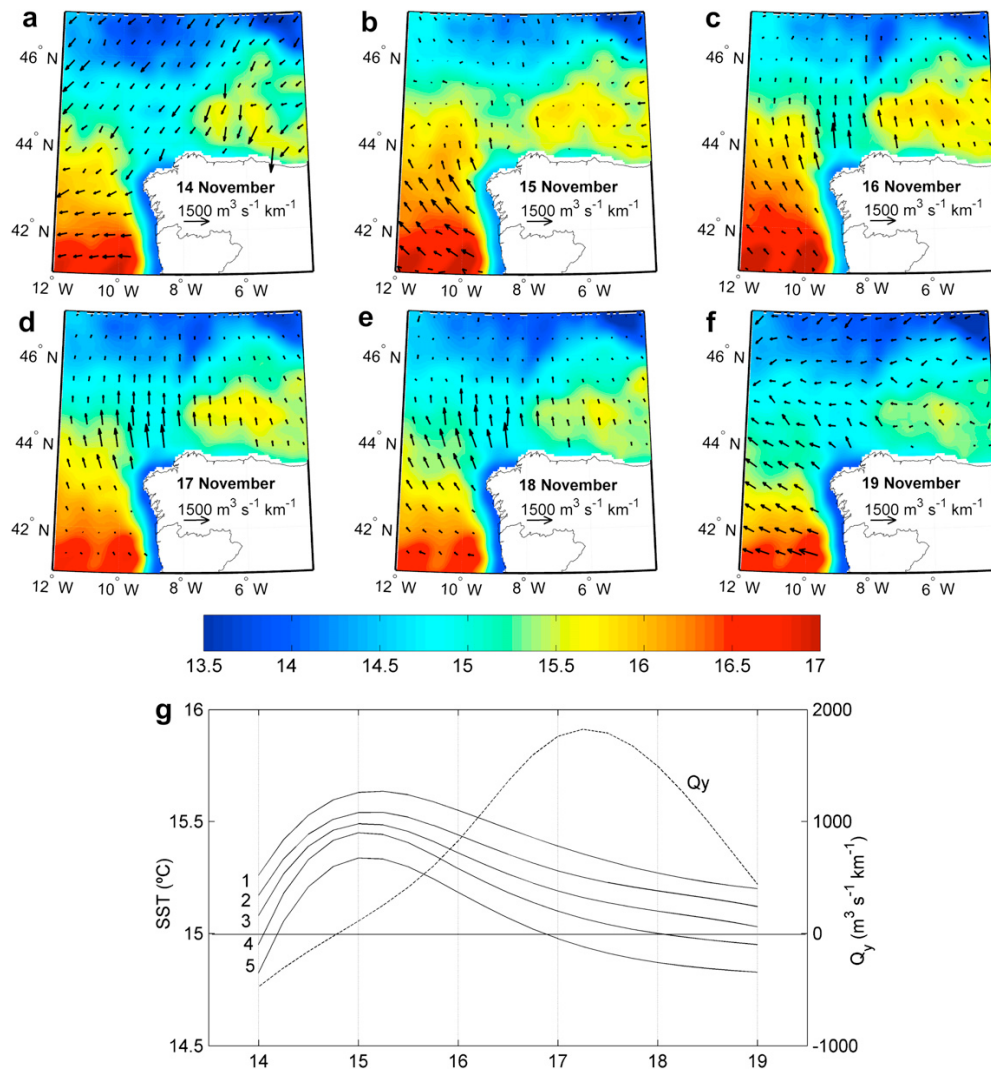 a b c
46° N 46° N 46° N
44° 44° 44°
14 November 15 November 16 November
1500 m³ s⁻¹ km⁻¹ 1500 m³ s⁻¹ km⁻¹ 1500 m³ s⁻¹ km⁻¹
42° 42° 42°
12° W 10° W 8° W 6° W 12° W 10° W 8° W 6° W 12° W 10° W 8° W 6° W
d e f
46° N 46° N 46° N
44° 44° 44°
17 November 18 November 19 November
1500 m³ s⁻¹ km⁻¹ 1500 m³ s⁻¹ km⁻¹ 1500 m³ s⁻¹ km⁻¹
42° 42° 42°
12° W 10° W 8° W 6° W 12° W 10° W 8° W 6° W 12° W 10° W 8° W 6° W
13.5 14 14.5 15 15.5 16 16.5 17
g
16 2000
Qy
15.5 1000
1
2
3
15 0
4
5
14.5 -1000
SST (ºC)
Q_y (m³ s⁻¹ km⁻¹)
14 15 16 17 18 19